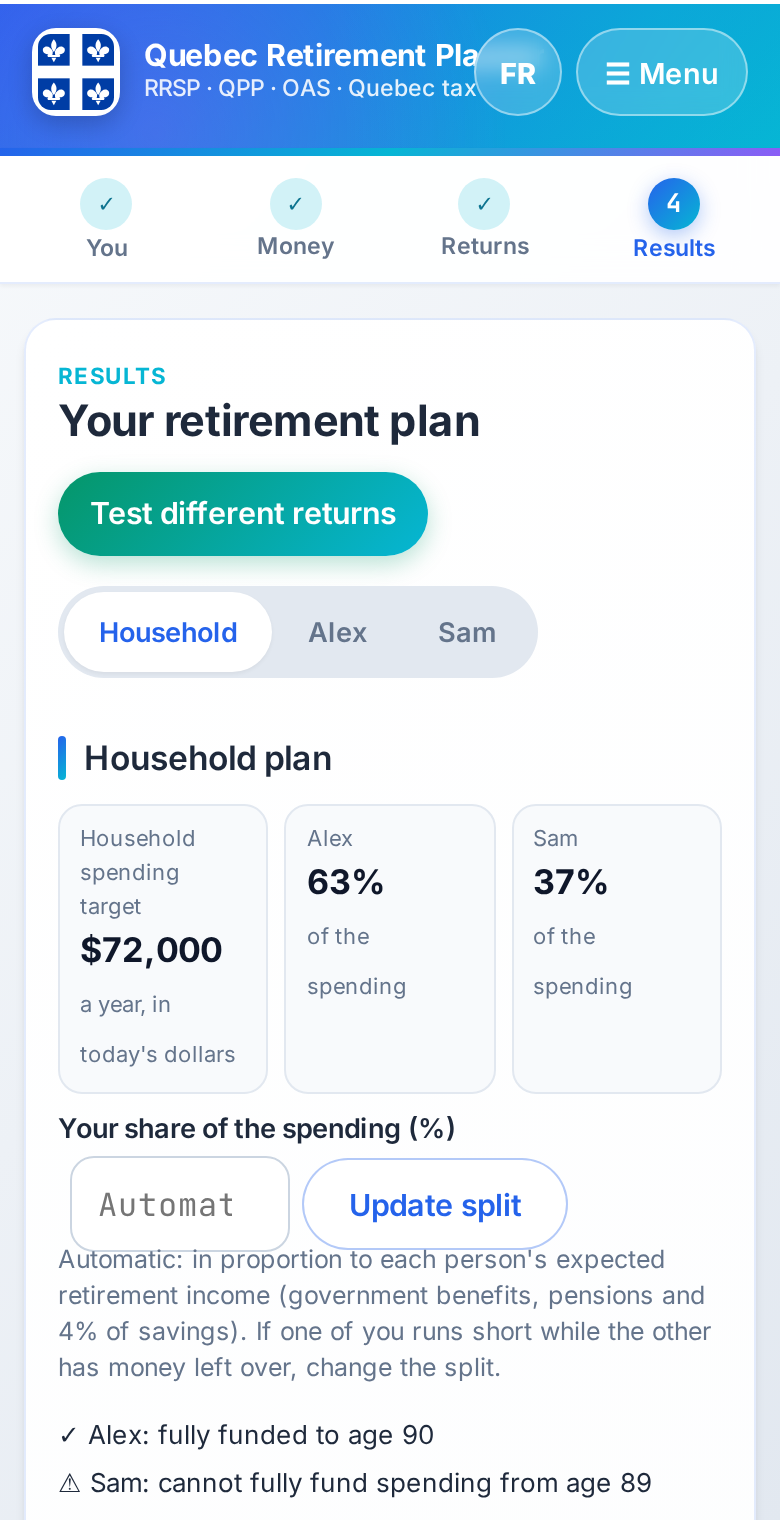 Quebec Retirement Pla
RRSP · QPP · OAS · Quebec tax
FR
☰ Menu
✓
You
✓
Money
✓
Returns
4
Results
RESULTS
Your retirement plan
Test different returns
Household
Alex
Sam
Household plan
Household
spending
target
$72,000
a year, in
today's dollars
Alex
63%
of the
spending
Sam
37%
of the
spending
Your share of the spending (%)
Automat
Update split
Automatic: in proportion to each person's expected
retirement income (government benefits, pensions and
4% of savings). If one of you runs short while the other
has money left over, change the split.
✓ Alex: fully funded to age 90
⚠ Sam: cannot fully fund spending from age 89